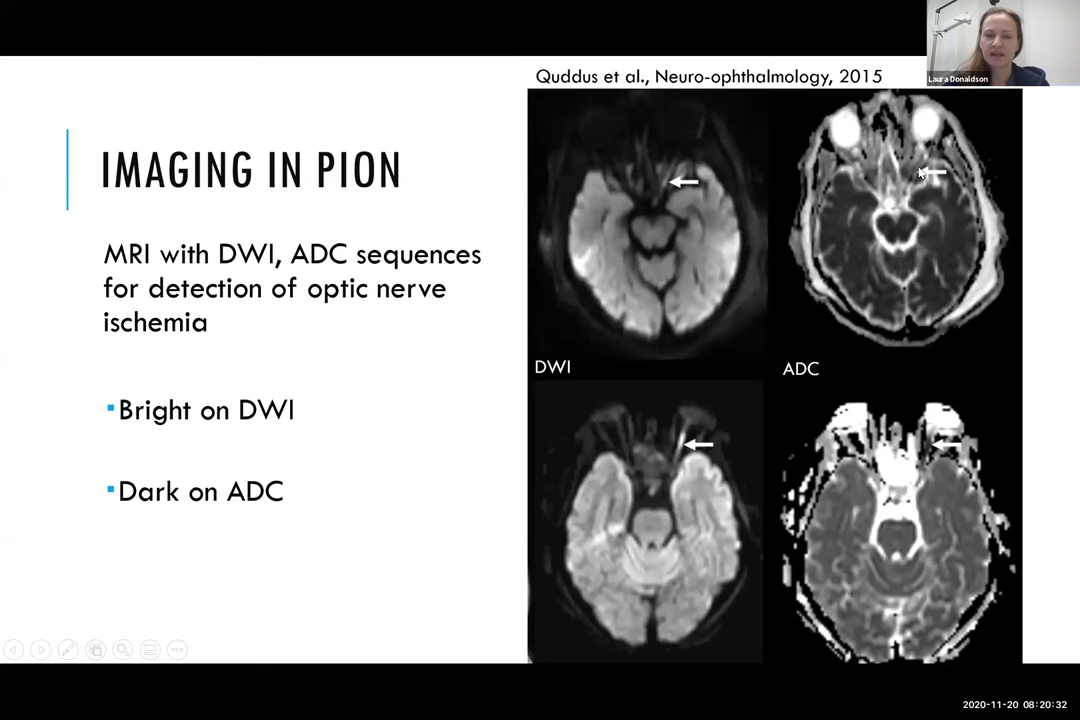 Quddus et al., Neuro-ophthalmology, 2015
Laura Donaldson
IMAGING IN PION
MRI with DWI, ADC sequences
for detection of optic nerve
ischemia
▪Bright on DWI
▪Dark on ADC
DWI
ADC
2020-11-20 08:20:32